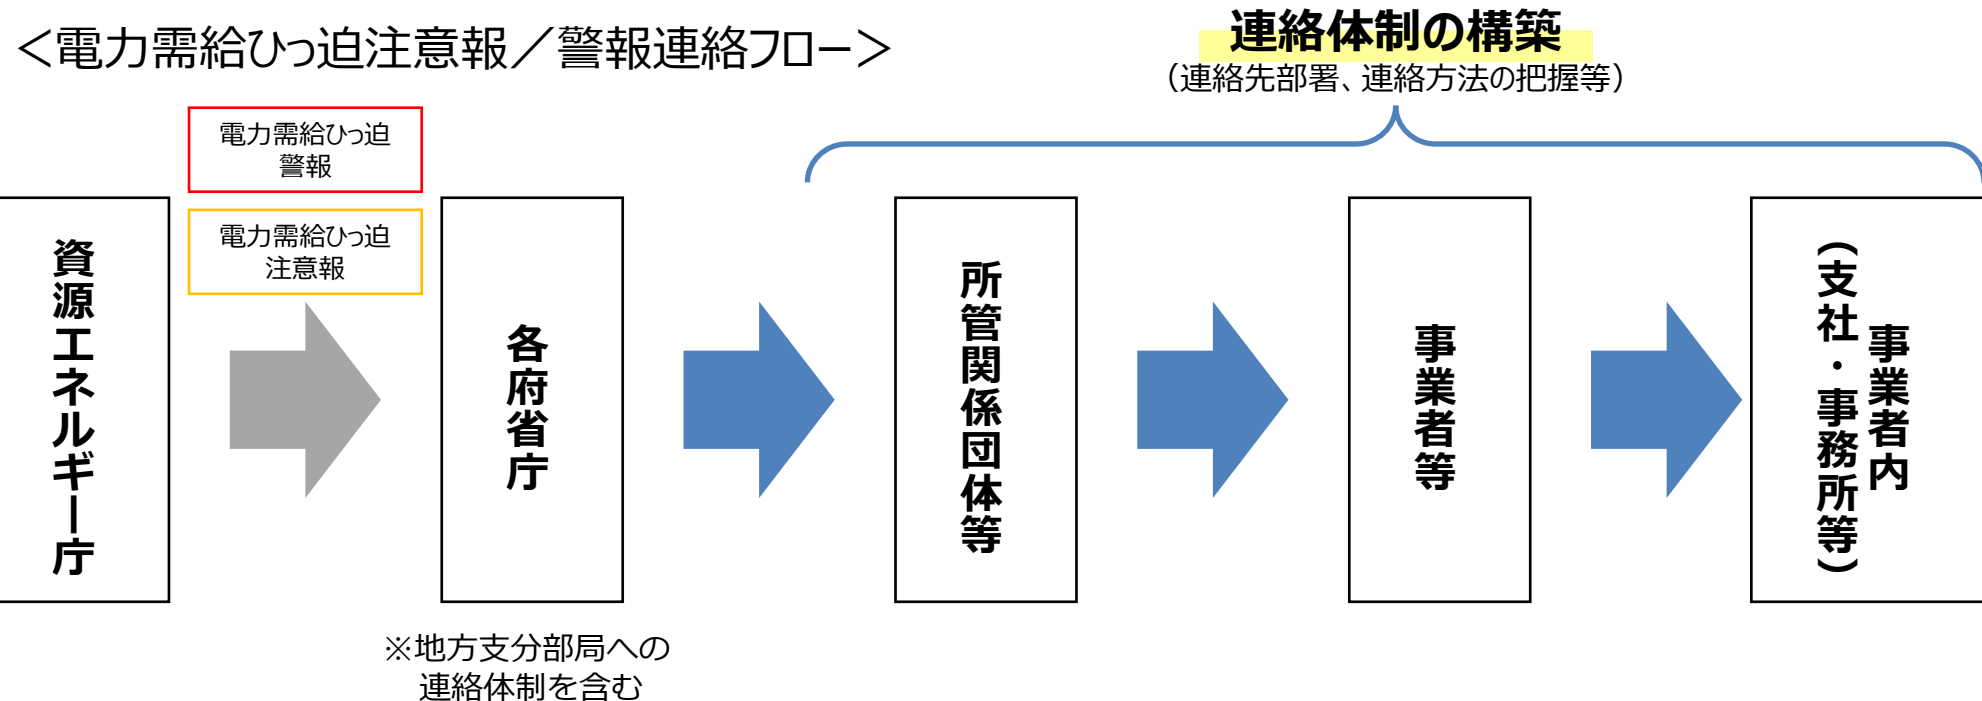 ＜電力需給ひっ迫注意報／警報連絡フロー＞
連絡体制の構築
（連絡先部署、連絡方法の把握等）
電力需給ひっ迫
警報
電力需給ひっ迫
注意報
資源エネルギー庁
各府省庁
所管関係団体等
事業者等
事業者内
（支社・事務所等）
※地方支分部局への
連絡体制を含む